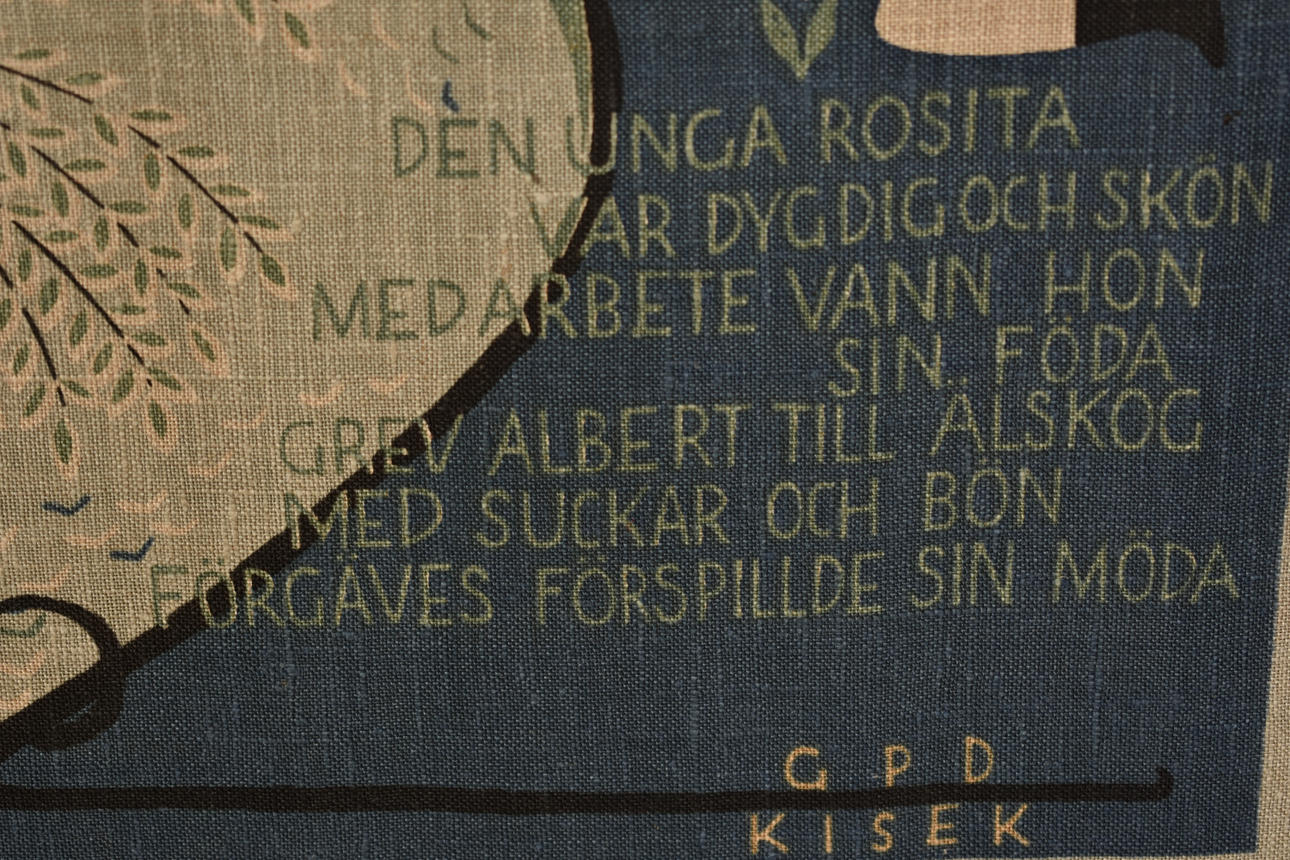 DEN UNGA ROSITA
VAR DYGDIG OCH SKÖN
MED ARBETE VANN HON
SIN FÖDA
GREV ALBERT TILL ÄLSKOG
MED SUCKAR OCH BÖN
FÖRGÄVES FÖRSPILLDE SIN MÖDA
G P D
KISEK